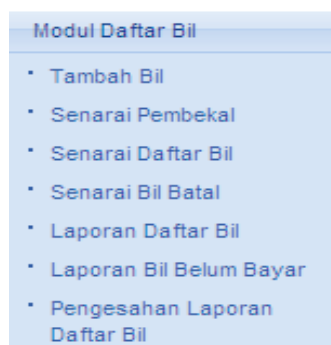 Modul Daftar Bil
Tambah Bil
Senarai Pembekal
Senarai Daftar Bil
Senarai Bil Batal
Laporan Daftar Bil
Laporan Bil Belum Bayar
Pengesahan Laporan
Daftar Bil